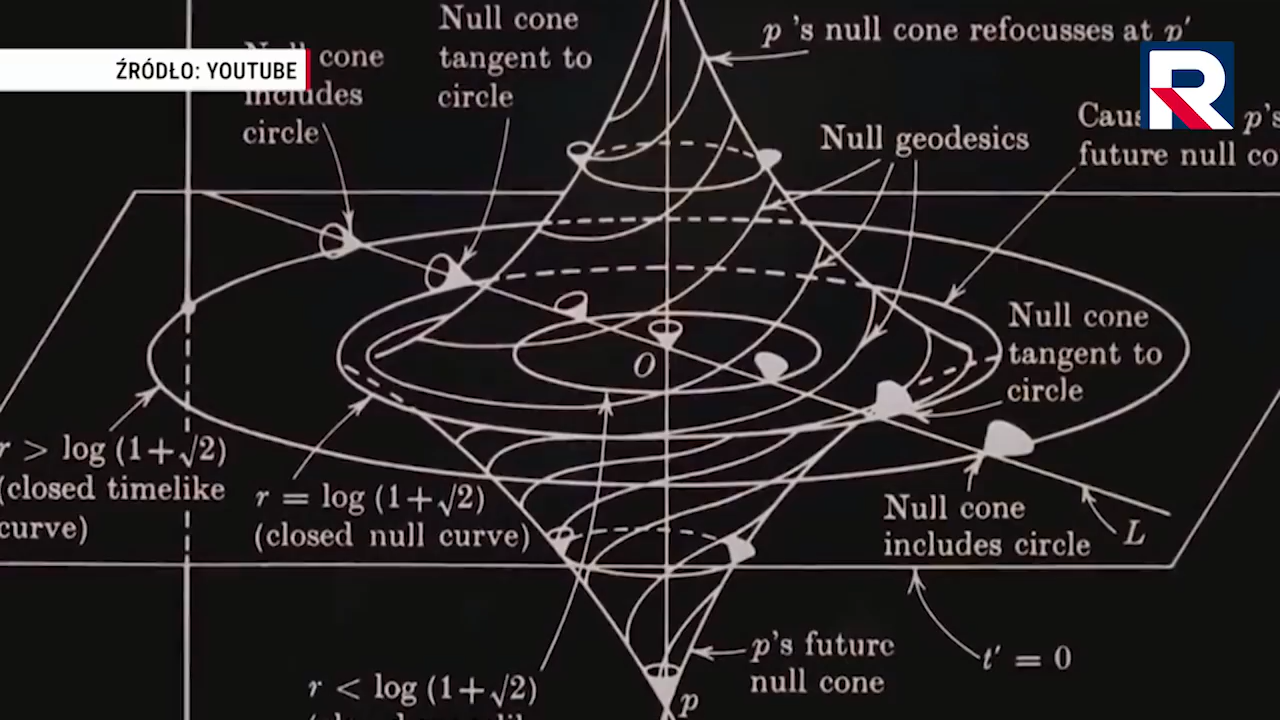 Null cone
tangent to
circle
p 's null cone refocusses at p′
ŹRÓDŁO: YOUTUBE
cone
includes
circle
R
Null geodesics
p's
future null
O
Null cone
tangent to
circle
r > log (1+√2)
(closed timelike
curve)
r = log (1+√2)
(closed null curve)
Null cone
includes circle
L
p's future
null cone
t′ = 0
r < log (1+√2)
p